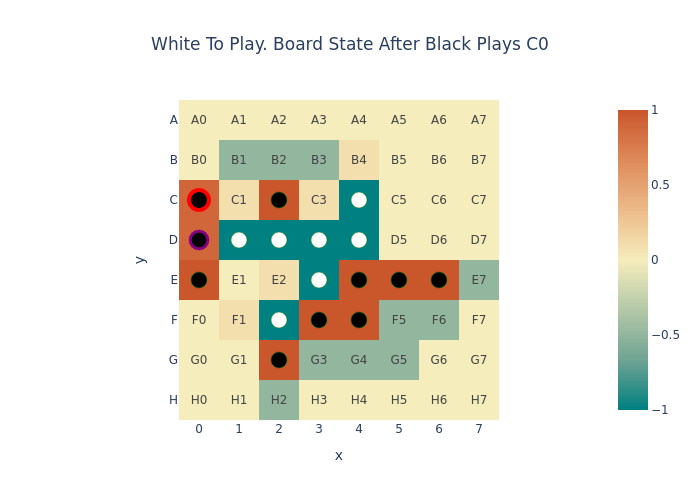 White To Play. Board State After Black Plays C0
A A0 A1 A2 A3 A4 A5 A6 A7
B B0 B1 B2 B3 B4 B5 B6 B7
C C1 C3 C5 C6 C7
D D5 D6 D7
E E1 E2 E7
F F0 F1 F5 F6 F7
G G0 G1 G3 G4 G5 G6 G7
H H0 H1 H2 H3 H4 H5 H6 H7
0 1 2 3 4 5 6 7
x
y
1
0.5
0
−0.5
−1